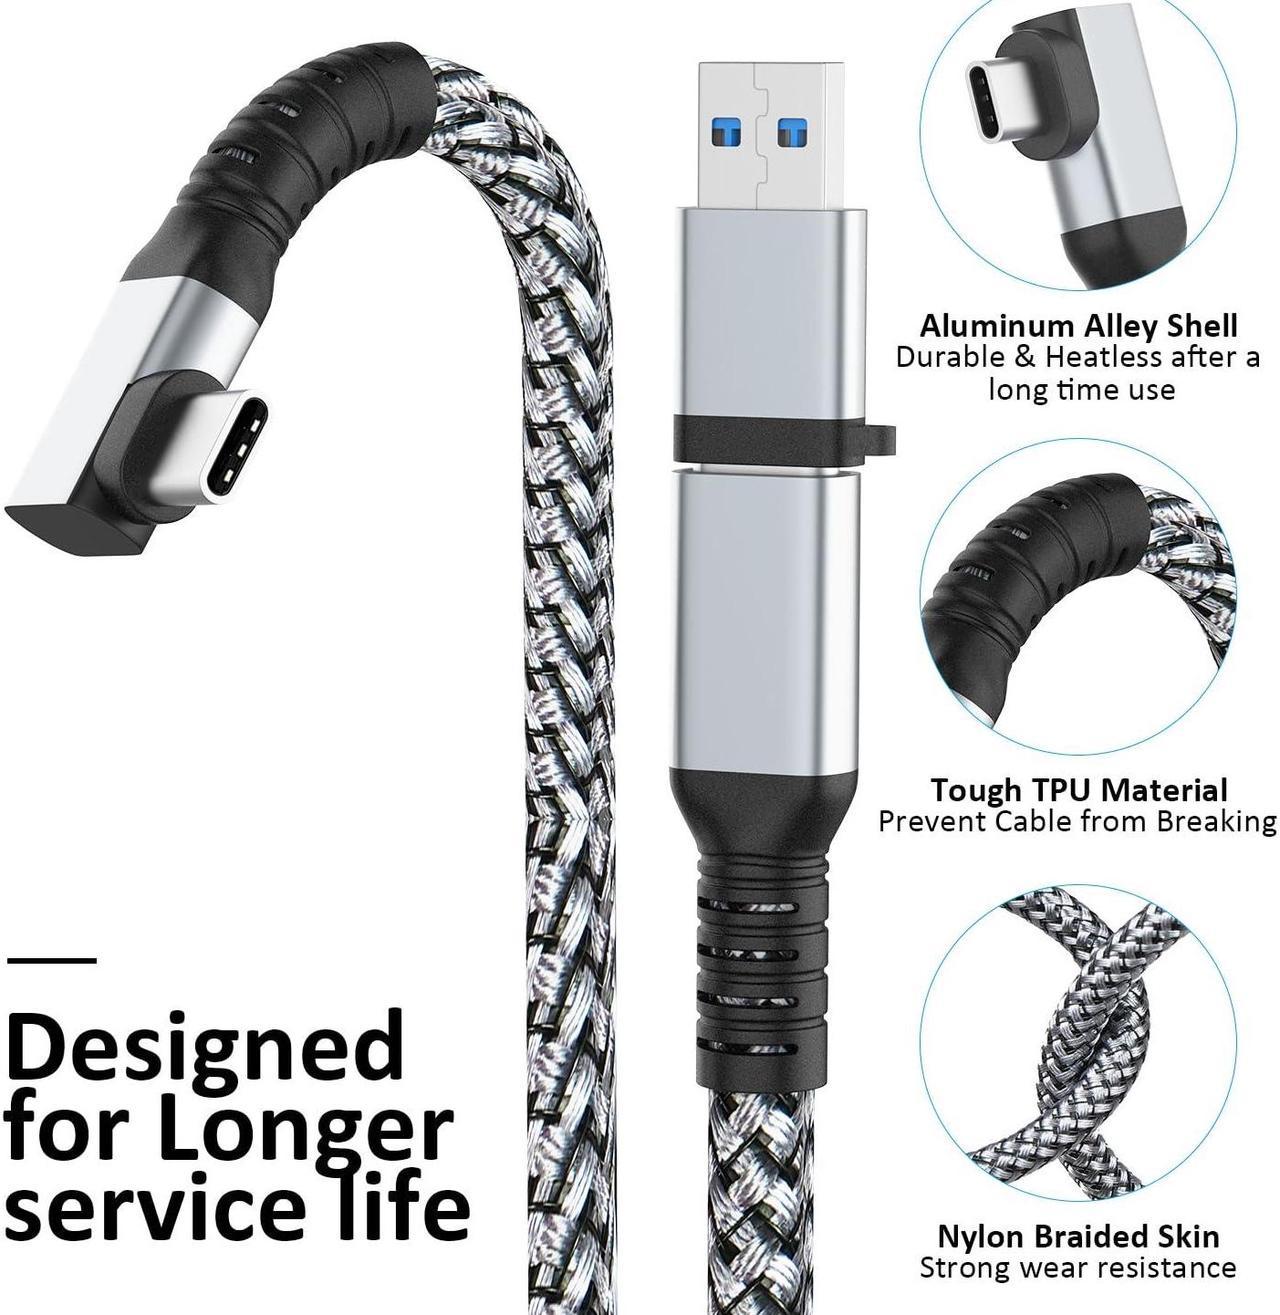 Aluminum Alley Shell
Durable & Heatless after a
long time use
Tough TPU Material
Prevent Cable from Breaking
Designed
for Longer
service life
Nylon Braided Skin
Strong wear resistance